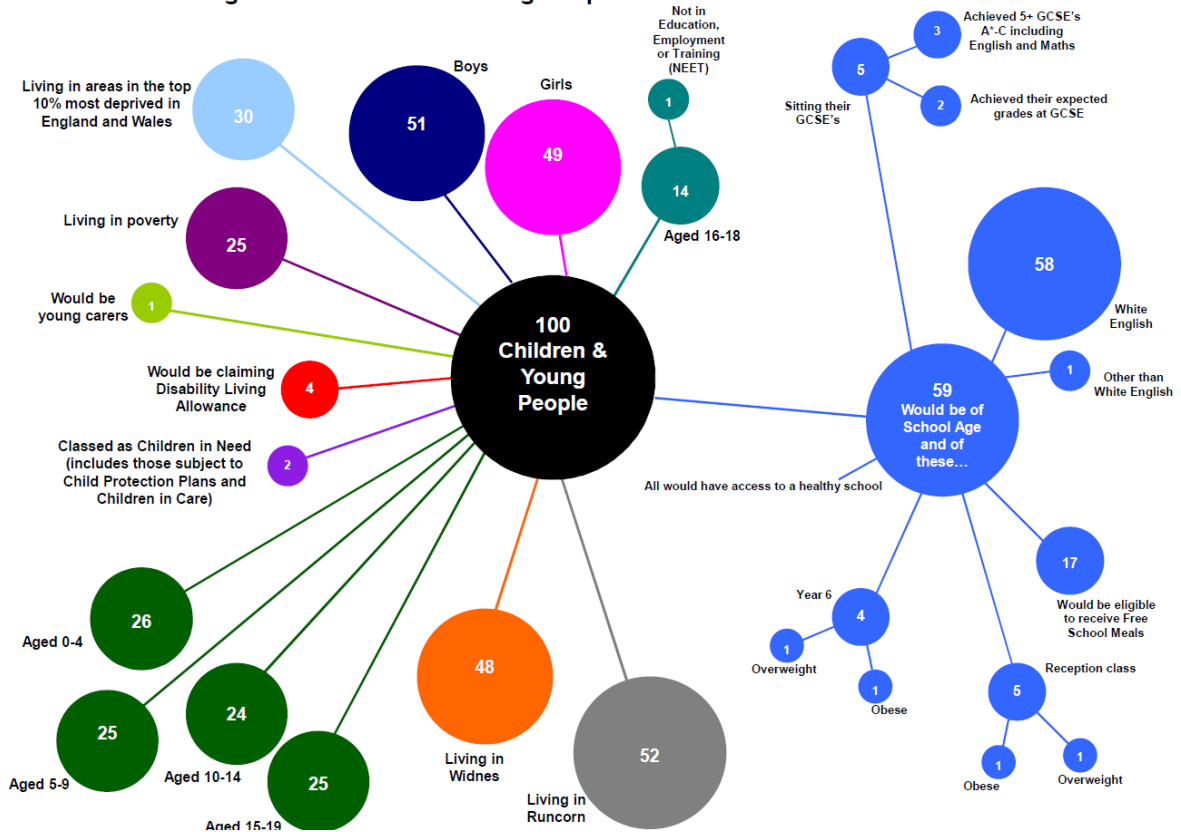 Not in
Education,
Employment
or Training
(NEET)
1
14
Aged 16-18
Boys
51
Girls
49
Living in areas in the top
10% most deprived in
England and Wales
30
Living in poverty
25
Would be
young carers
1
Would be claiming
Disability Living
Allowance
4
Classed as Children in Need
(includes those subject to
Child Protection Plans and
Children in Care)
2
100
Children &
Young
People
26
Aged 0-4
25
Aged 5-9
24
Aged 10-14
25
Aged 15-19
48
Living in
Widnes
52
Living in
Runcorn
Achieved 5+ GCSE's
A*-C including
English and Maths
3
5
Sitting their
GCSE's
2
Achieved their expected
grades at GCSE
58
White
English
1
Other than
White English
59
Would be of
School Age
and of
these…
All would have access to a healthy school
17
Would be eligible
to receive Free
School Meals
Year 6
4
1
Overweight
1
Obese
Reception class
5
1
Obese
1
Overweight